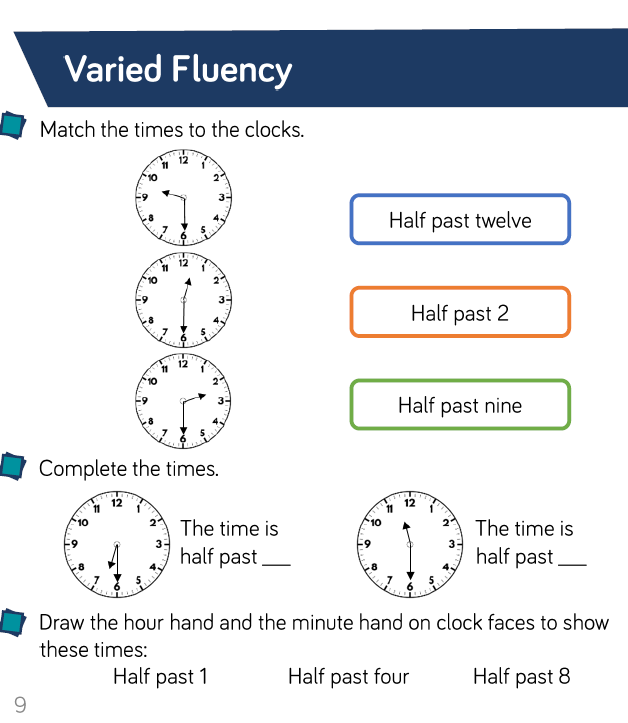 Varied Fluency
Match the times to the clocks.
12
11 1
10 2
9 3
8 4
7 5
6
Half past twelve
12
11 1
10 2
9 3
8 4
7 5
6
Half past 2
12
11 1
10 2
9 3
8 4
7 5
6
Half past nine
Complete the times.
12
11 1
10 2
9 3
8 4
7 5
6
The time is
half past ___
12
11 1
10 2
9 3
8 4
7 5
6
The time is
half past ___
Draw the hour hand and the minute hand on clock faces to show
these times:
Half past 1 Half past four Half past 8
9